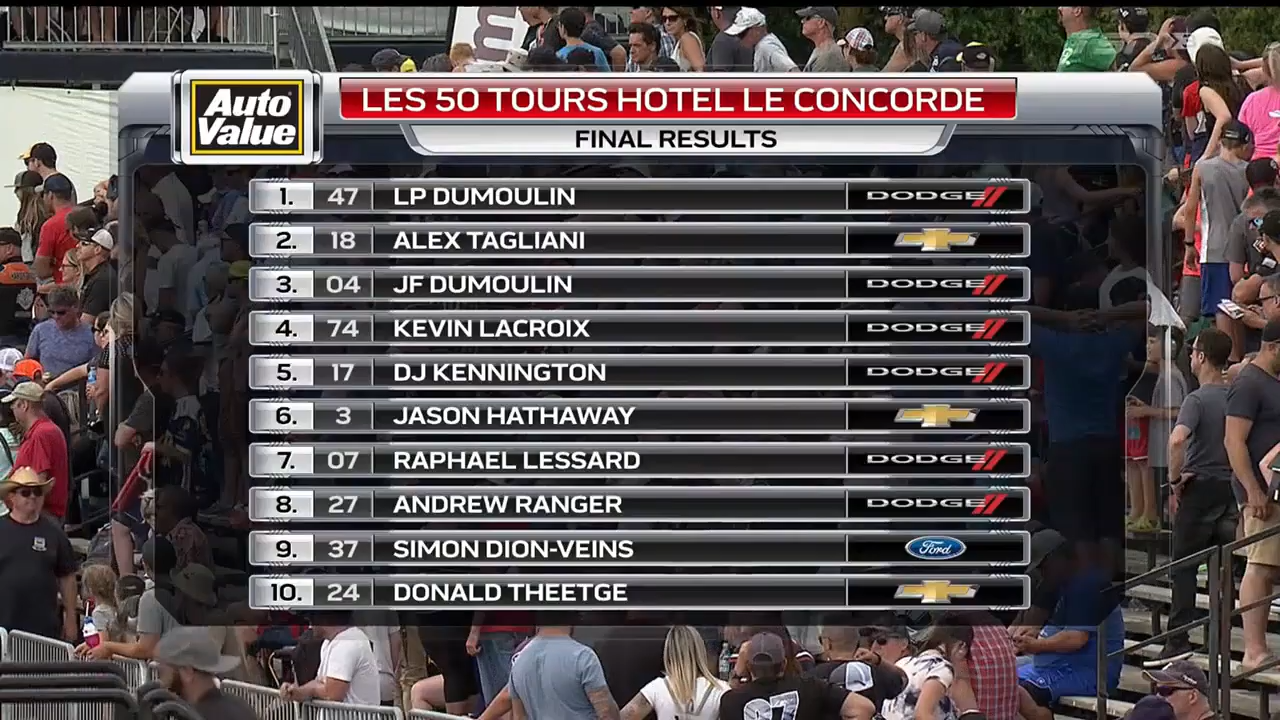 Auto Value
LES 50 TOURS HOTEL LE CONCORDE
FINAL RESULTS
1. 47 LP DUMOULIN DODGE
2. 18 ALEX TAGLIANI
3. 04 JF DUMOULIN DODGE
4. 74 KEVIN LACROIX DODGE
5. 17 DJ KENNINGTON DODGE
6. 3 JASON HATHAWAY
7. 07 RAPHAEL LESSARD DODGE
8. 27 ANDREW RANGER DODGE
9. 37 SIMON DION-VEINS Ford
10. 24 DONALD THEETGE